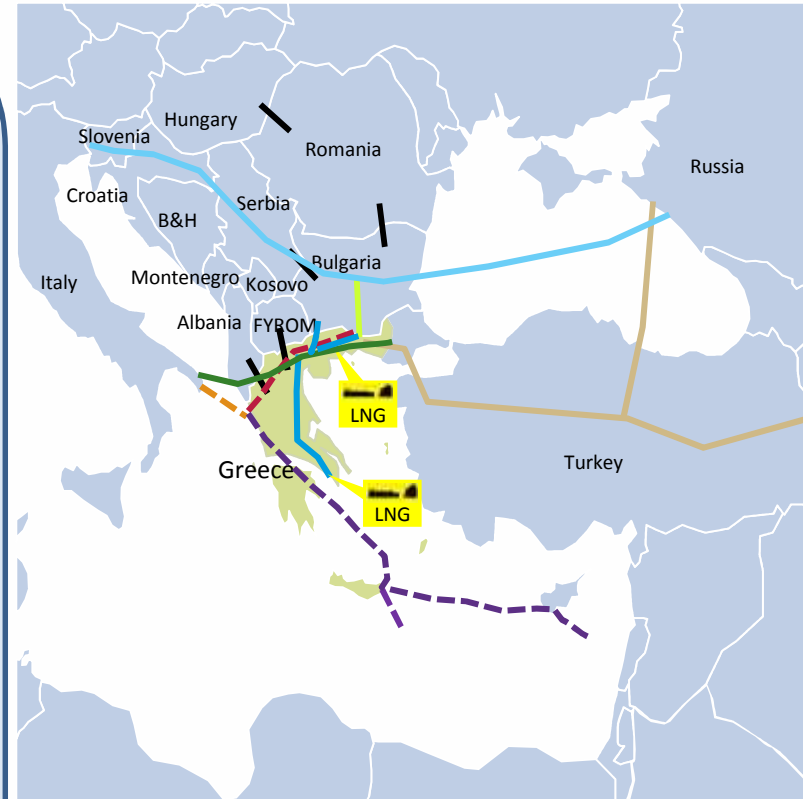 Hungary
Slovenia
Romania
Russia
Croatia
Serbia
B&H
Bulgaria
Italy
Montenegro
Kosovo
Albania
FYROM
LNG
Turkey
Greece
LNG